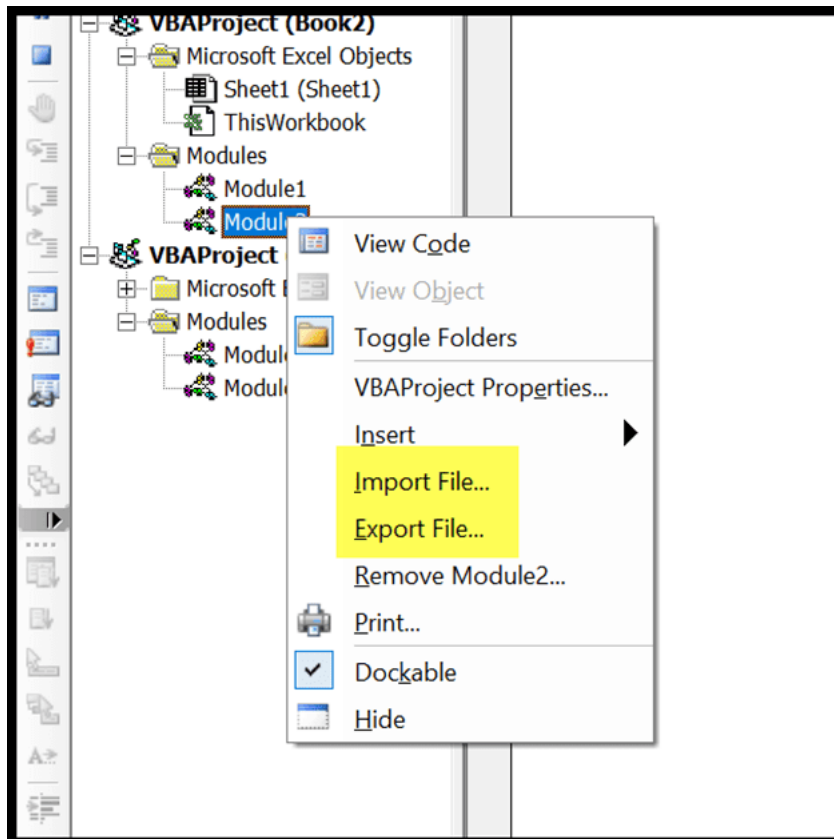 VBAProject (Book2)
Microsoft Excel Objects
Sheet1 (Sheet1)
ThisWorkbook
Modules
Module1
VBAProject
Microsoft
Modules
View Code
View Object
Toggle Folders
VBAProject Properties...
Insert
Import File...
Export File...
Remove Module2...
Print...
Dockable
Hide